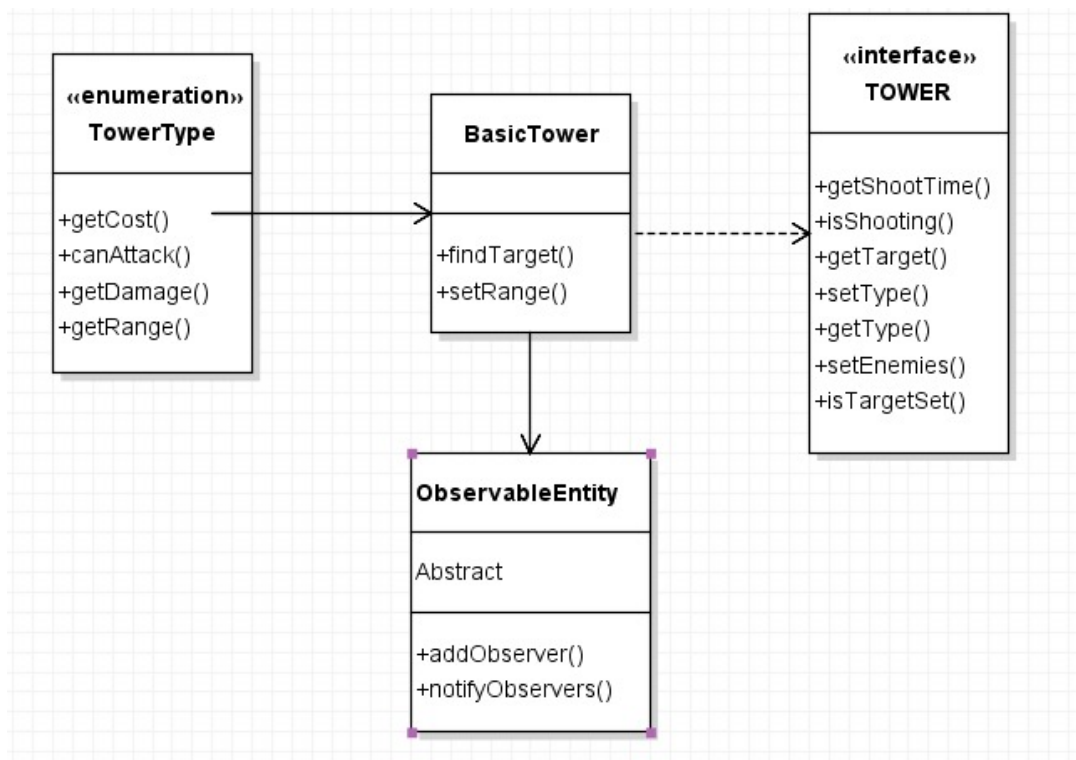 «enumeration»
TowerType
+getCost()
+canAttack()
+getDamage()
+getRange()
BasicTower
+findTarget()
+setRange()
«interface»
TOWER
+getShootTime()
+isShooting()
+getTarget()
+setType()
+getType()
+setEnemies()
+isTargetSet()
ObservableEntity
Abstract
+addObserver()
+notifyObservers()